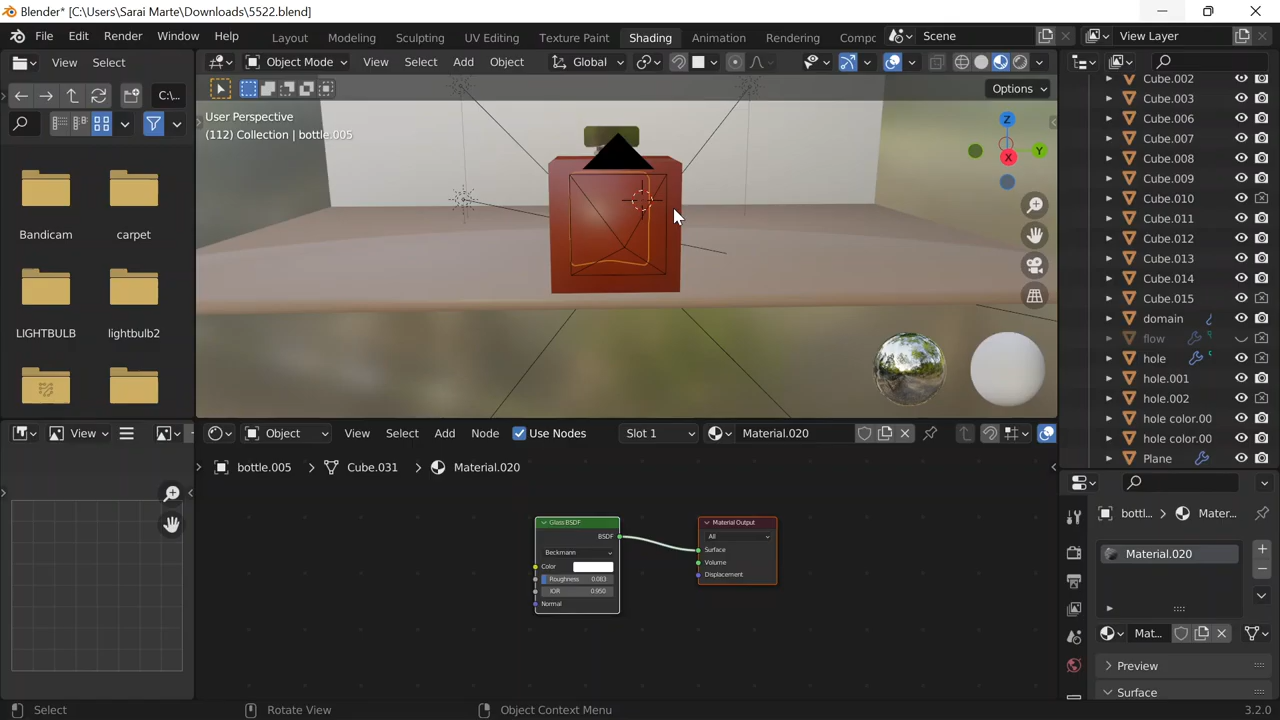 Blender* [C:\Users\Sarai Marte\Downloads\5522.blend]
File Edit Render Window Help Layout Modeling Sculpting UV Editing Texture Paint Shading Animation Rendering Compc Scene View Layer
View Select Object Mode View Select Add Object Global
C:\... Options
User Perspective
(112) Collection | bottle.005
Z
Y
X
Bandicam carpet
LIGHTBULB lightbulb2
Cube.002
Cube.003
Cube.006
Cube.007
Cube.008
Cube.009
Cube.010
Cube.011
Cube.012
Cube.013
Cube.014
Cube.015
domain
flow
hole
hole.001
hole.002
hole color.00
hole color.00
Plane
View Object View Select Add Node Use Nodes Slot 1 Material.020
bottle.005 Cube.031 Material.020
Glass BSDF
BSDF
Beckmann
Color
Roughness 0.083
IOR 0.950
Normal
Material Output
All
Surface
Volume
Displacement
bottl... Mater...
Material.020
Mat...
Preview
Surface
Select Rotate View Object Context Menu 3.2.0